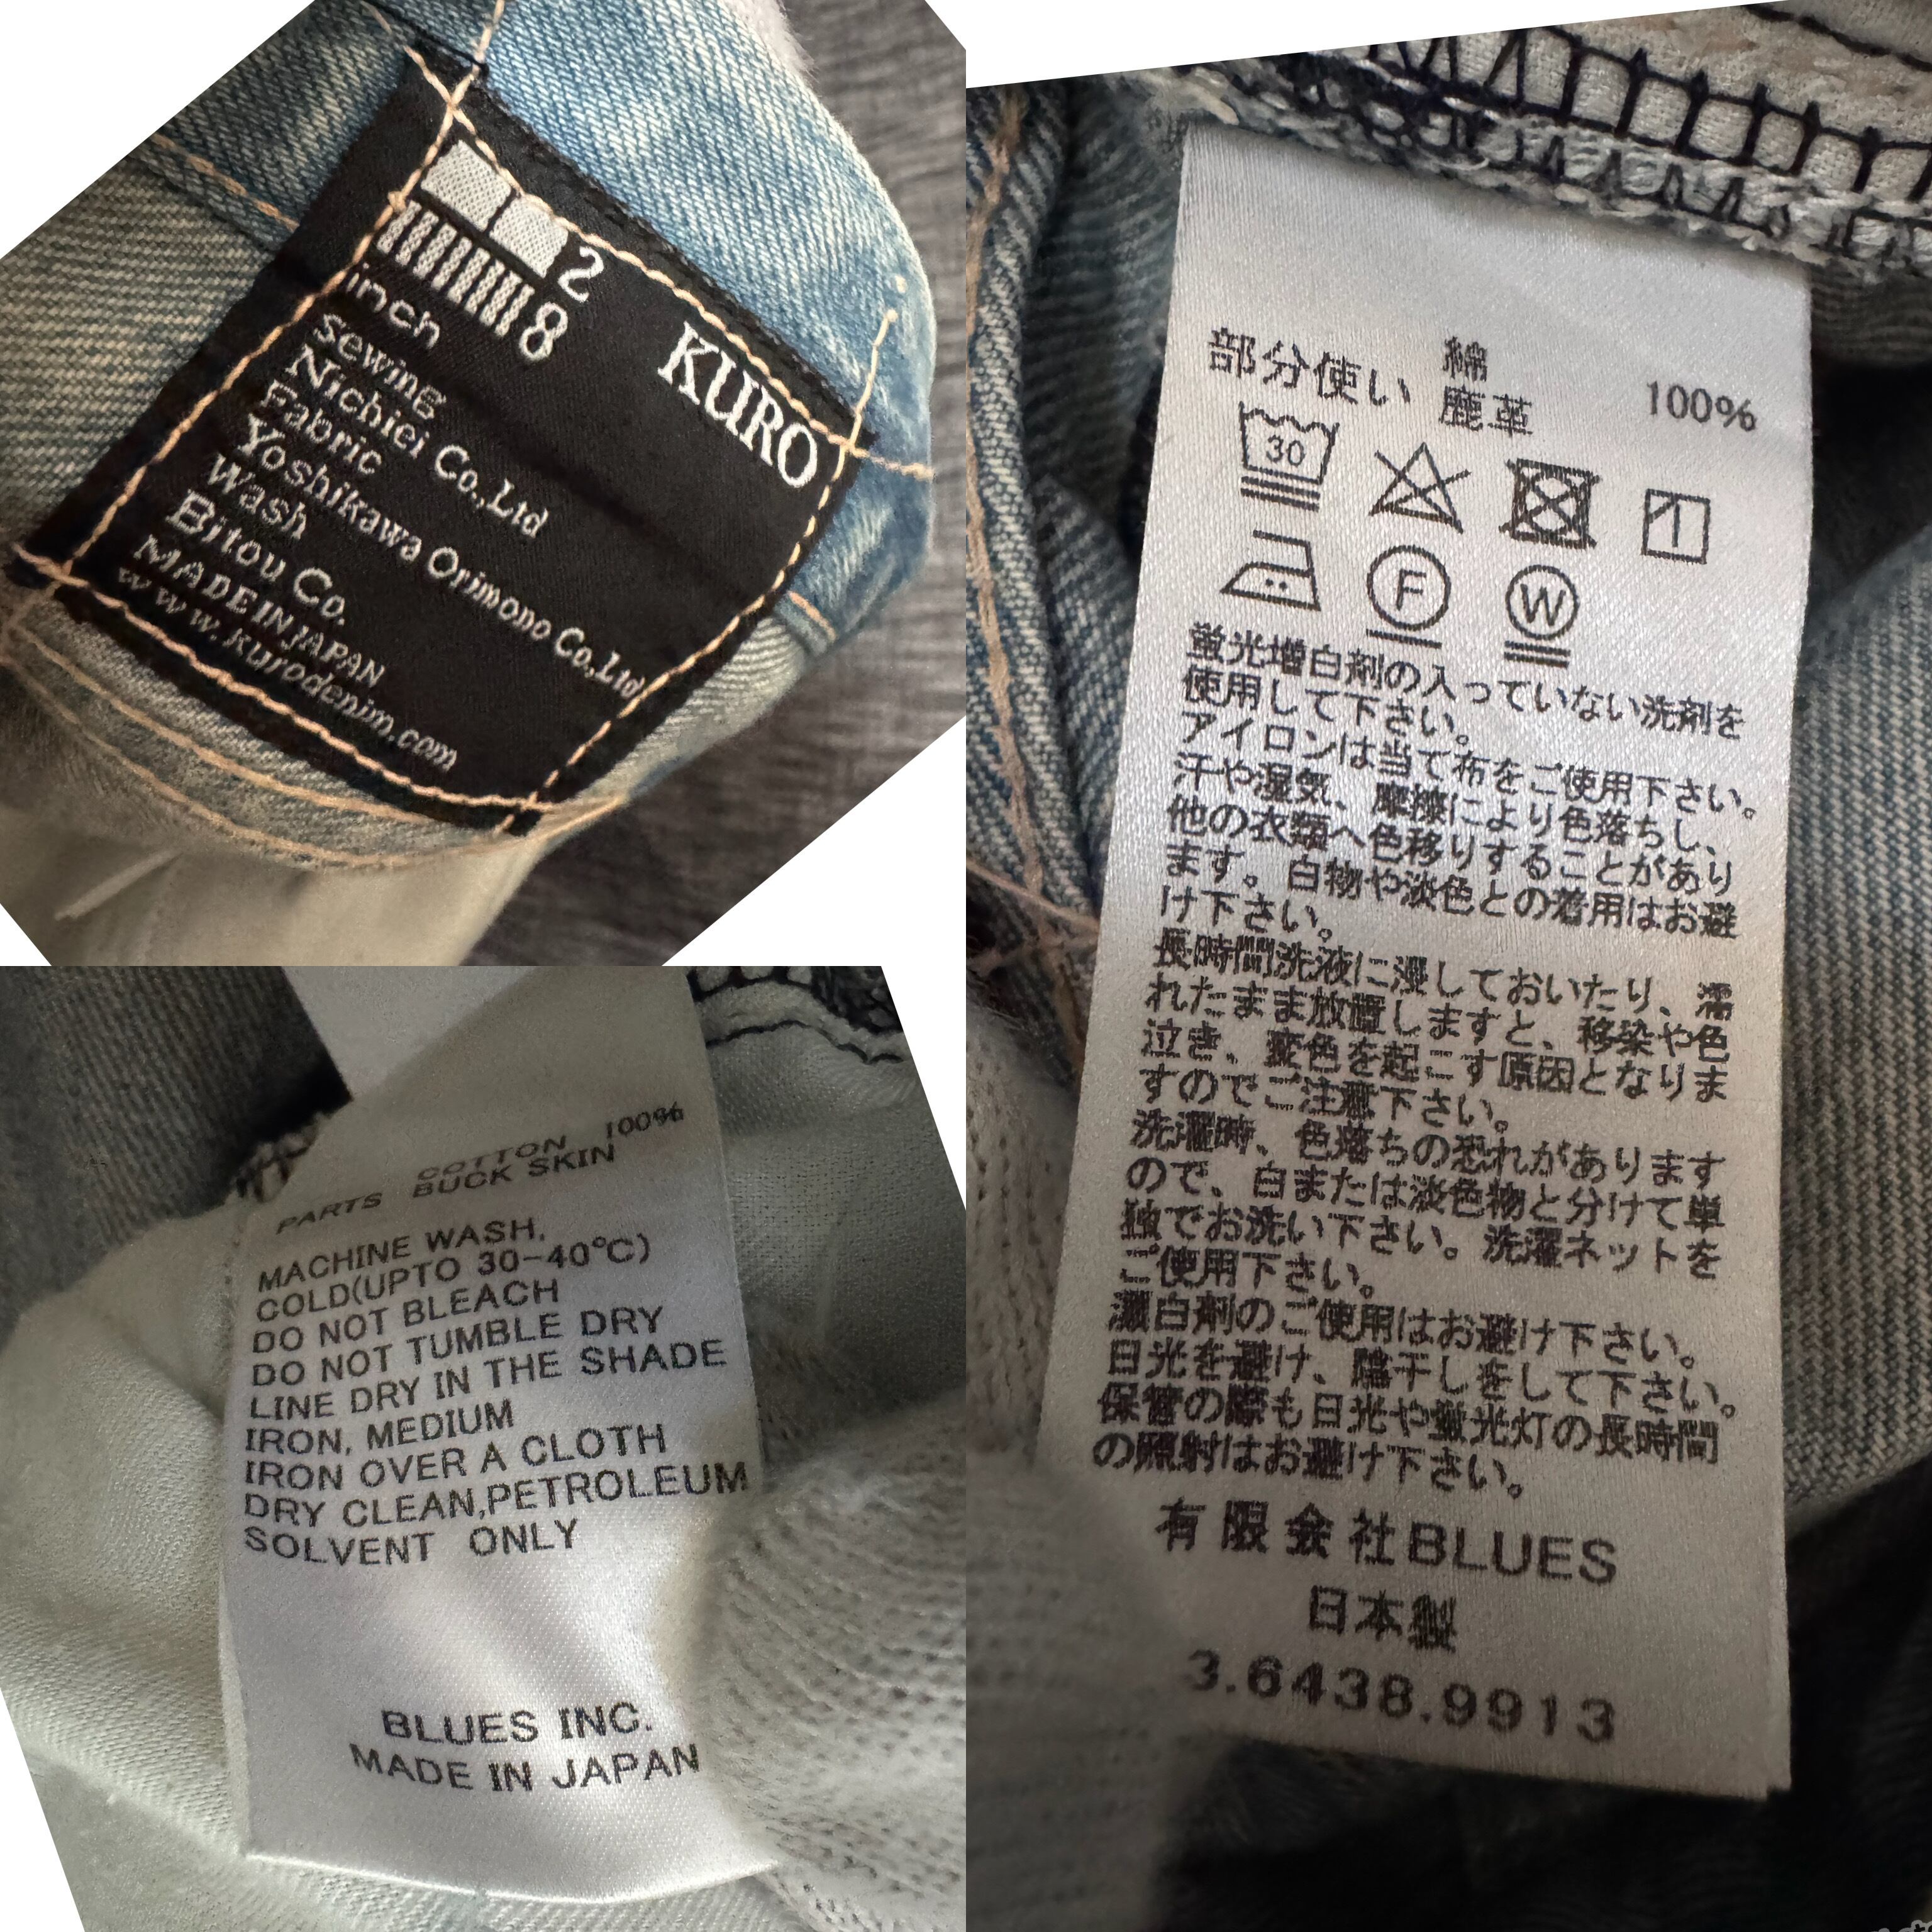 KURO
2
8
inch
sewing
Nichiei Co.,Ltd
Fabric
Yoshikawa Orimono Co.,Ltd
wash
Bitou Co.
MADE IN JAPAN
www.kurodenim.com
綿 100%
部分使い 鹿革
30
1
F
W
蛍光増白剤の入っていない洗剤を
使用して下さい。
アイロンは当て布をご使用下さい。
汗や湿気、摩擦により色落ちし、
他の衣類へ色移りすることがあり
ます。白物や淡色との着用はお避
け下さい。
長時間洗液に浸しておいたり、濡
れたまま放置しますと、移染や色
泣き、変色を起こす原因となりま
すのでご注意下さい。
洗濯時、色落ちの恐れがあります
ので、白または淡色物と分けて単
独でお洗い下さい。洗濯ネットを
ご使用下さい。
漂白剤のご使用はお避け下さい。
日光を避け、陰干しをして下さい。
保管の際も日光や蛍光灯の長時間
の照射はお避け下さい。
有限会社BLUES
日本製
3.6438.9913
COTTON 100%
PARTS BUCK SKIN
MACHINE WASH,
COLD(UPTO 30-40℃)
DO NOT BLEACH
DO NOT TUMBLE DRY
LINE DRY IN THE SHADE
IRON, MEDIUM
IRON OVER A CLOTH
DRY CLEAN,PETROLEUM
SOLVENT ONLY
BLUES INC.
MADE IN JAPAN